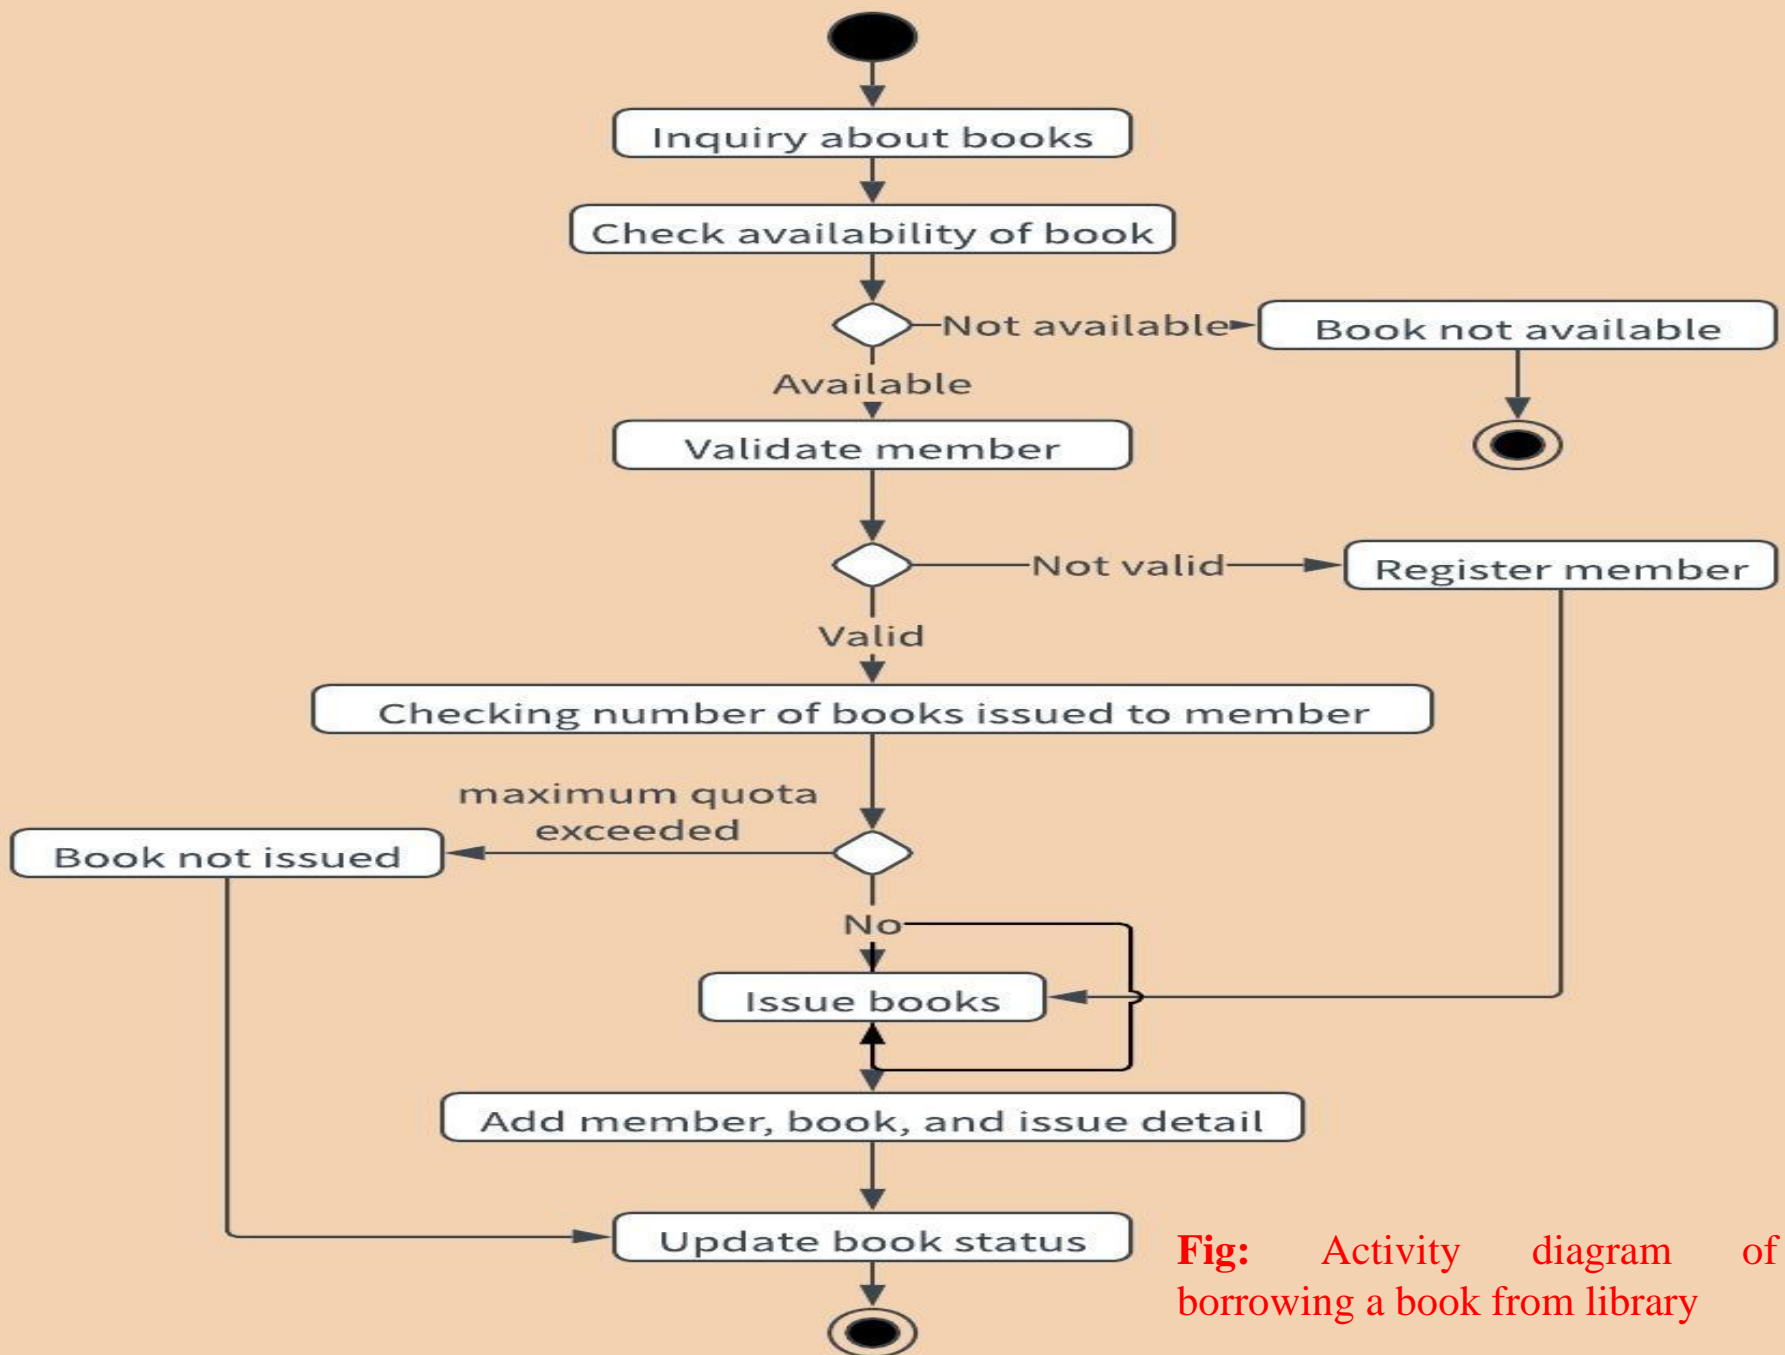 Inquiry about books
Check availability of book
Not available
Book not available
Available
Validate member
Not valid
Register member
Valid
Checking number of books issued to member
maximum quota
exceeded
Book not issued
No
Issue books
Add member, book, and issue detail
Update book status
Fig: Activity diagram of
borrowing a book from library